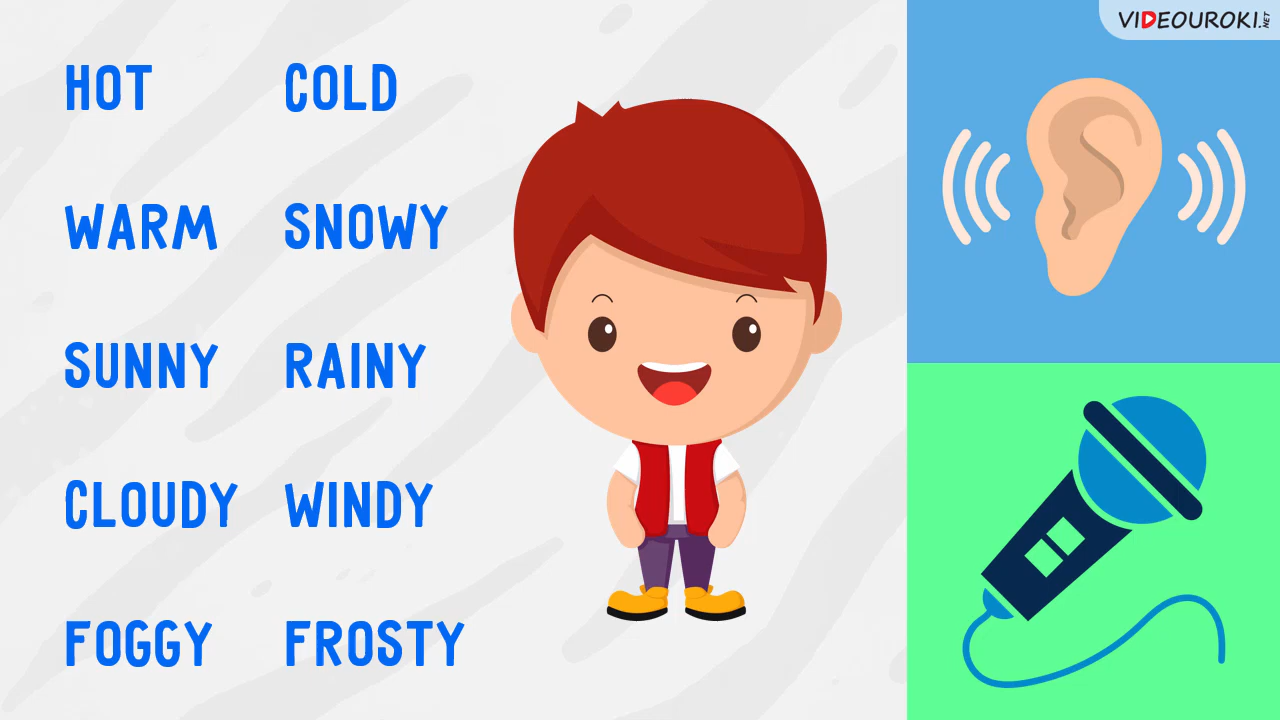 VIDEOUROKI.NET
HOT COLD
WARM SNOWY
SUNNY RAINY
CLOUDY WINDY
FOGGY FROSTY